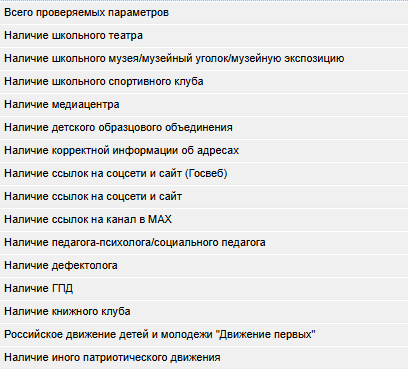 Всего проверяемых параметров
Наличие школьного театра
Наличие школьного музея/музейный уголок/музейную экспозицию
Наличие школьного спортивного клуба
Наличие медиацентра
Наличие детского образцового объединения
Наличие корректной информации об адресах
Наличие ссылок на соцсети и сайт (Госвеб)
Наличие ссылок на соцсети и сайт
Наличие ссылок на канал в MAX
Наличие педагога-психолога/социального педагога
Наличие дефектолога
Наличие ГПД
Наличие книжного клуба
Российское движение детей и молодежи "Движение первых"
Наличие иного патриотического движения